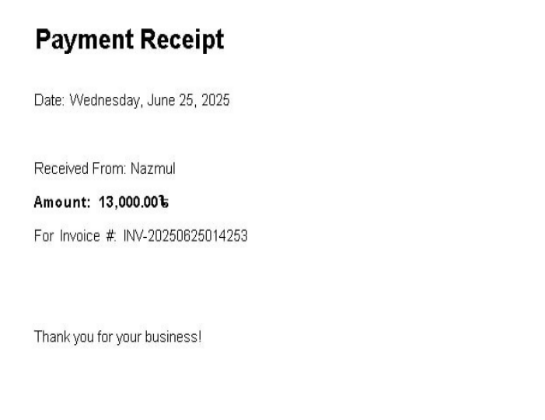 Payment Receipt
Date: Wednesday, June 25, 2025
Received From: Nazmul
Amount: 13,000.00৳
For Invoice #: INV-20250625014253
Thank you for your business!